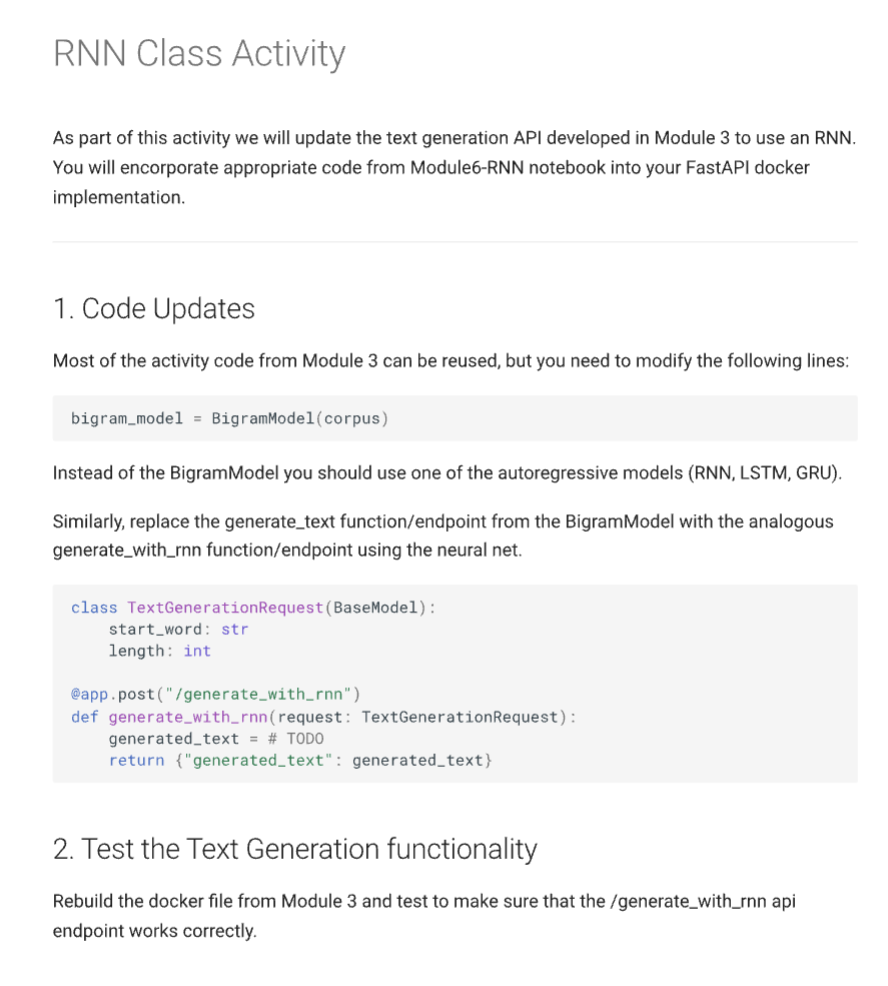 RNN Class Activity
As part of this activity we will update the text generation API developed in Module 3 to use an RNN.
You will encorporate appropriate code from Module6-RNN notebook into your FastAPI docker
implementation.
1. Code Updates
Most of the activity code from Module 3 can be reused, but you need to modify the following lines:
bigram_model = BigramModel(corpus)
Instead of the BigramModel you should use one of the autoregressive models (RNN, LSTM, GRU).
Similarly, replace the generate_text function/endpoint from the BigramModel with the analogous
generate_with_rnn function/endpoint using the neural net.
class TextGenerationRequest(BaseModel):
    start_word: str
    length: int
@app.post("/generate_with_rnn")
def generate_with_rnn(request: TextGenerationRequest):
    generated_text = # TODO
    return {"generated_text": generated_text}
2. Test the Text Generation functionality
Rebuild the docker file from Module 3 and test to make sure that the /generate_with_rnn api
endpoint works correctly.